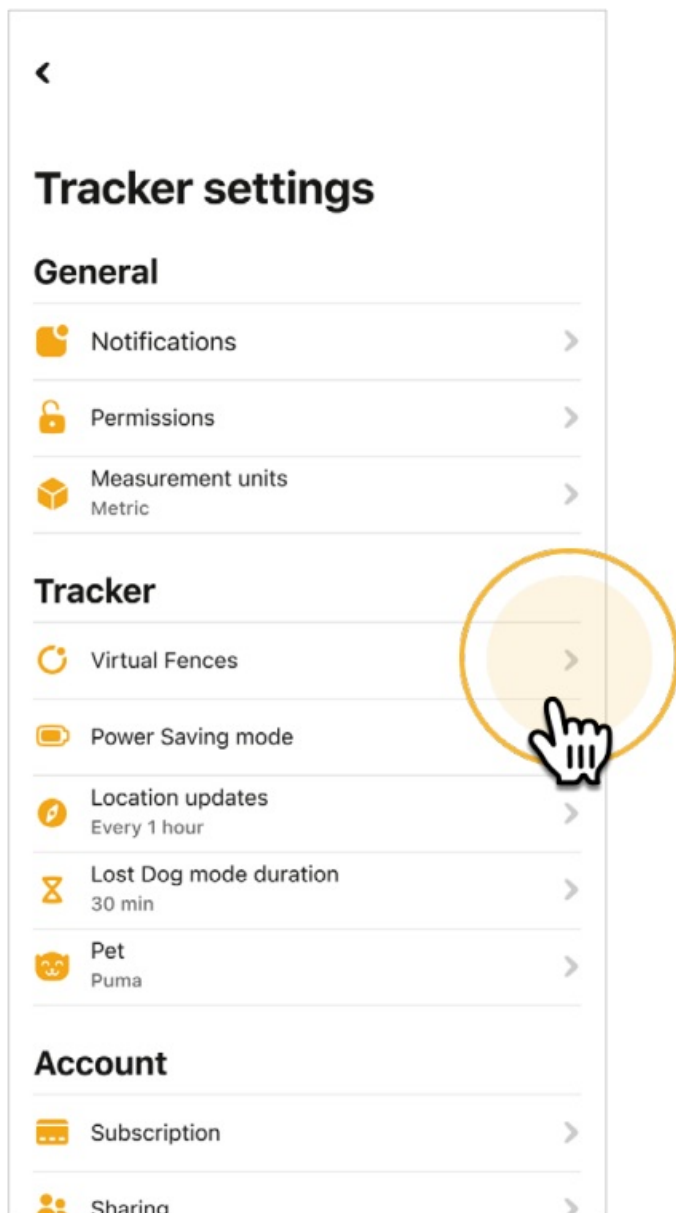 Tracker settings
General
Notifications
Permissions
Measurement units
Metric
Tracker
Virtual Fences
Power Saving mode
Location updates
Every 1 hour
Lost Dog mode duration
30 min
Pet
Puma
Account
Subscription
Sharing